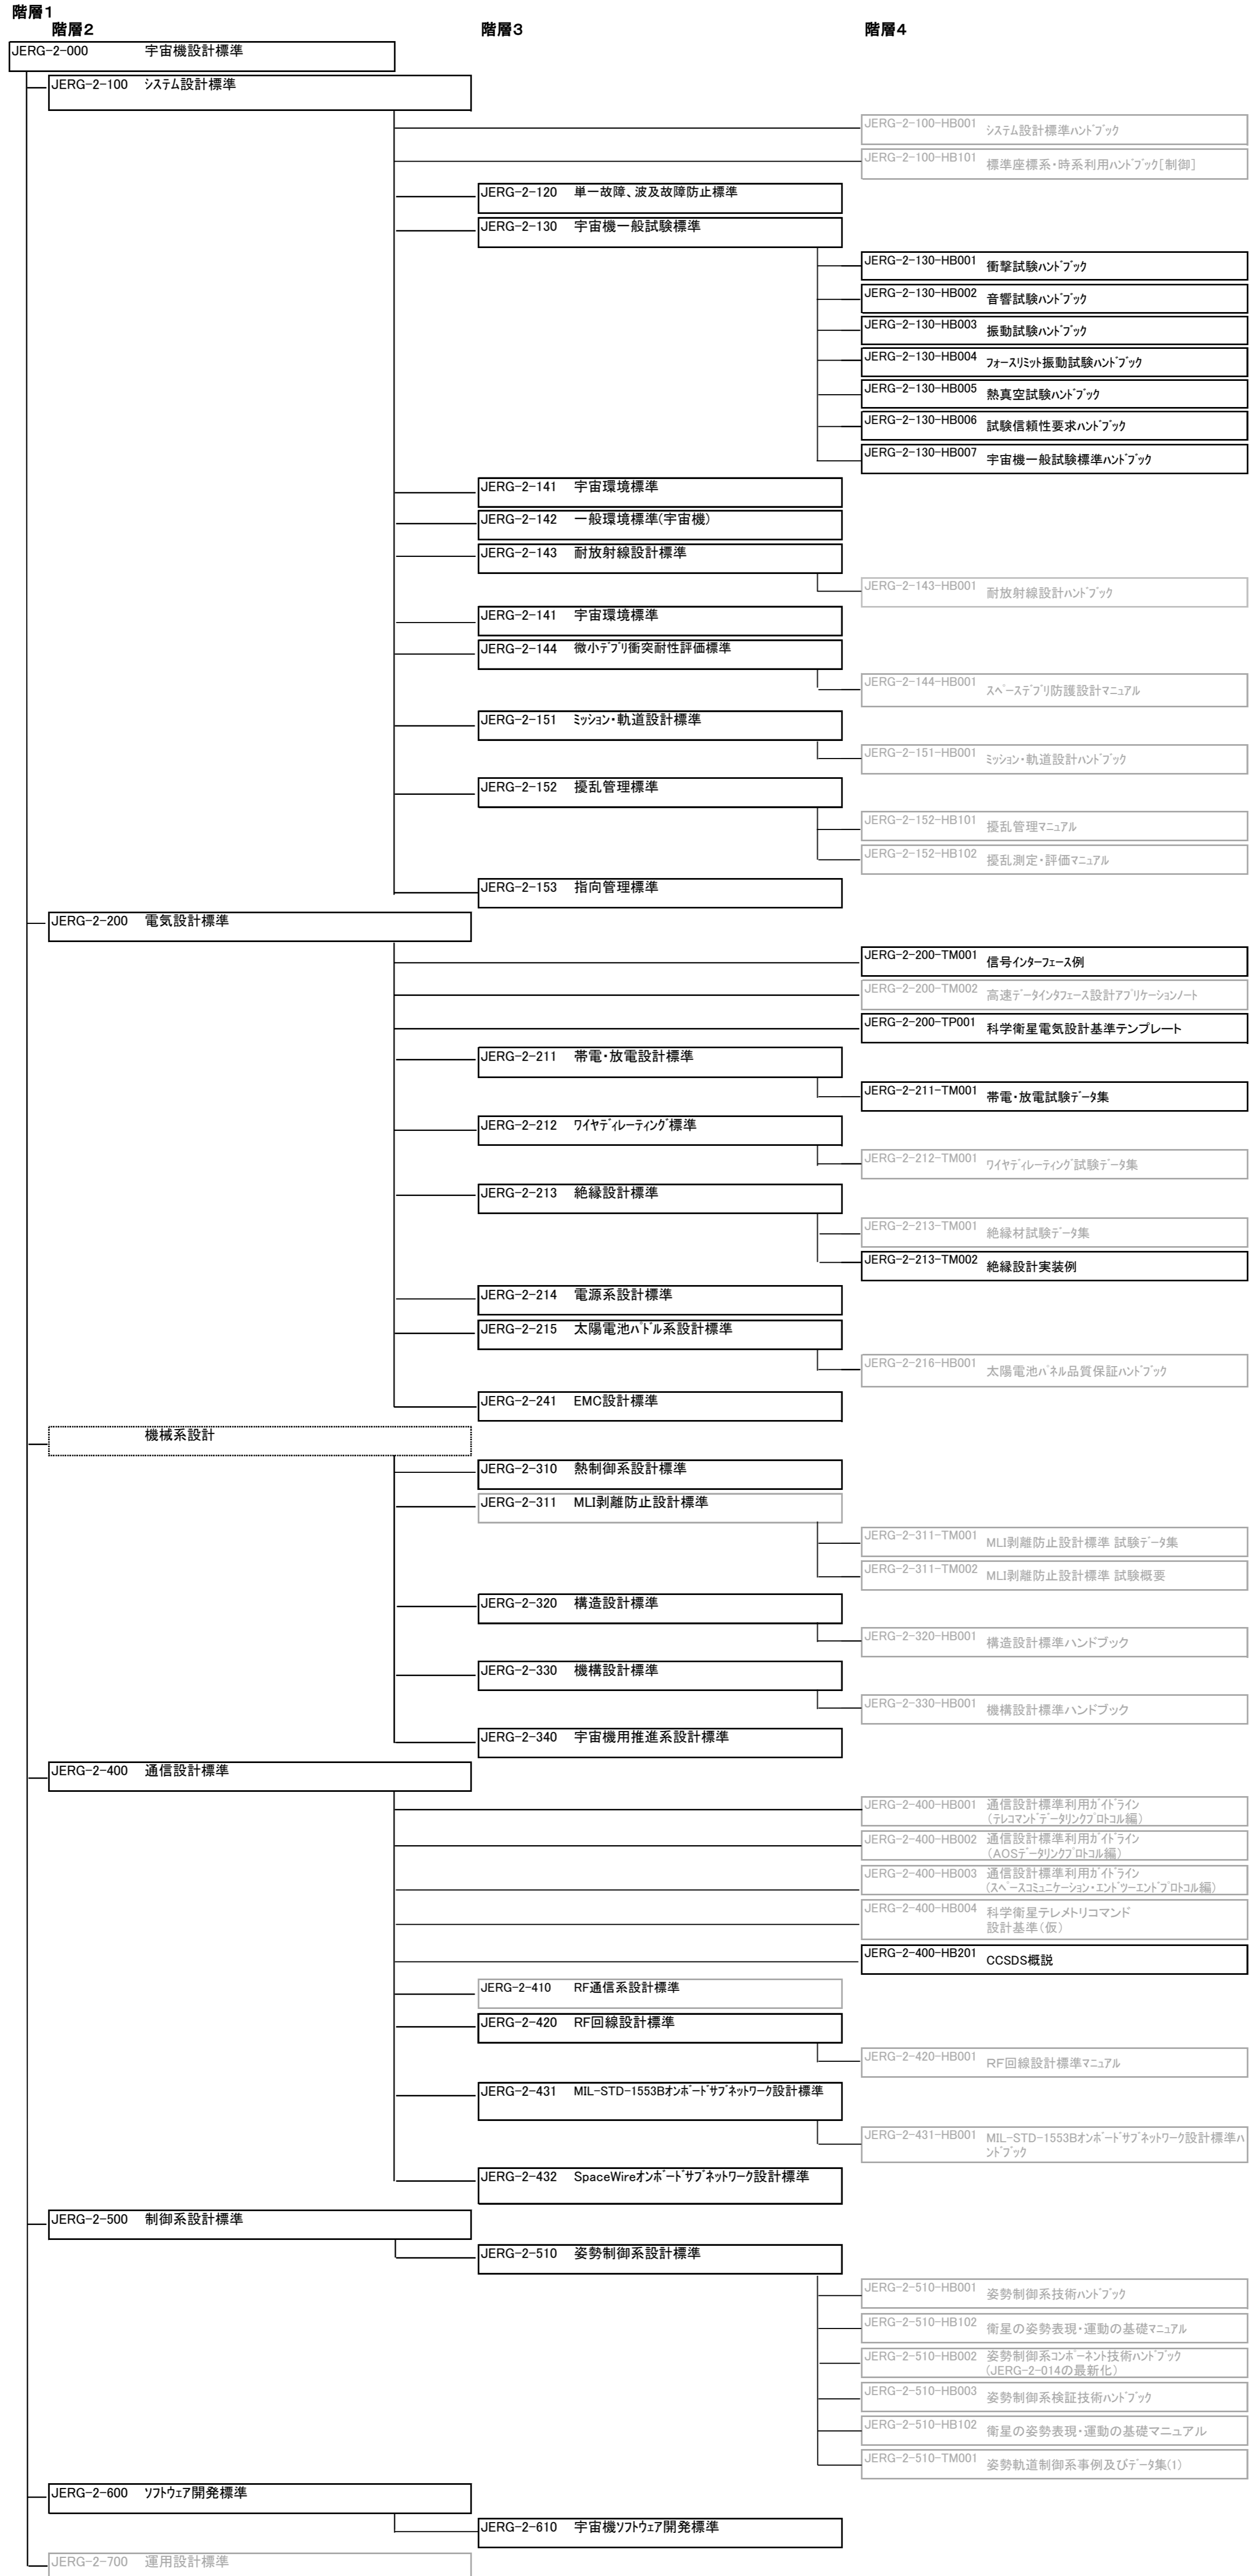 階層1
階層2 階層3 階層4
JERG-2-000 宇宙機設計標準
JERG-2-100 ｼｽﾃﾑ設計標準
JERG-2-100-HB001 ｼｽﾃﾑ設計標準ﾊﾝﾄﾞﾌﾞｯｸ
JERG-2-100-HB101 標準座標系・時系利用ﾊﾝﾄﾞﾌﾞｯｸ[制御]
JERG-2-120 単一故障、波及故障防止標準
JERG-2-130 宇宙機一般試験標準
JERG-2-130-HB001 衝撃試験ﾊﾝﾄﾞﾌﾞｯｸ
JERG-2-130-HB002 音響試験ﾊﾝﾄﾞﾌﾞｯｸ
JERG-2-130-HB003 振動試験ﾊﾝﾄﾞﾌﾞｯｸ
JERG-2-130-HB004 ﾌｫｰｽﾘﾐｯﾄ振動試験ﾊﾝﾄﾞﾌﾞｯｸ
JERG-2-130-HB005 熱真空試験ﾊﾝﾄﾞﾌﾞｯｸ
JERG-2-130-HB006 試験信頼性要求ﾊﾝﾄﾞﾌﾞｯｸ
JERG-2-130-HB007 宇宙機一般試験標準ﾊﾝﾄﾞﾌﾞｯｸ
JERG-2-141 宇宙環境標準
JERG-2-142 一般環境標準(宇宙機)
JERG-2-143 耐放射線設計標準
JERG-2-143-HB001 耐放射線設計ﾊﾝﾄﾞﾌﾞｯｸ
JERG-2-141 宇宙環境標準
JERG-2-144 微小ﾃﾞﾌﾞﾘ衝突耐性評価標準
JERG-2-144-HB001 ｽﾍﾟｰｽﾃﾞﾌﾞﾘ防護設計ﾏﾆｭｱﾙ
JERG-2-151 ﾐｯｼｮﾝ・軌道設計標準
JERG-2-151-HB001 ﾐｯｼｮﾝ・軌道設計ﾊﾝﾄﾞﾌﾞｯｸ
JERG-2-152 擾乱管理標準
JERG-2-152-HB101 擾乱管理ﾏﾆｭｱﾙ
JERG-2-152-HB102 擾乱測定・評価ﾏﾆｭｱﾙ
JERG-2-153 指向管理標準
JERG-2-200 電気設計標準
JERG-2-200-TM001 信号ｲﾝﾀｰﾌｪｰｽ例
JERG-2-200-TM002 高速ﾃﾞｰﾀｲﾝﾀﾌｪｰｽ設計ｱﾌﾟﾘｹｰｼｮﾝﾉｰﾄ
JERG-2-200-TP001 科学衛星電気設計基準テンプレート
JERG-2-211 帯電・放電設計標準
JERG-2-211-TM001 帯電・放電試験ﾃﾞｰﾀ集
JERG-2-212 ﾜｲﾔﾃﾞｨﾚｰﾃｨﾝｸﾞ標準
JERG-2-212-TM001 ﾜｲﾔﾃﾞｨﾚｰﾃｨﾝｸﾞ試験ﾃﾞｰﾀ集
JERG-2-213 絶縁設計標準
JERG-2-213-TM001 絶縁材試験ﾃﾞｰﾀ集
JERG-2-213-TM002 絶縁設計実装例
JERG-2-214 電源系設計標準
JERG-2-215 太陽電池ﾊﾟﾄﾞﾙ系設計標準
JERG-2-216-HB001 太陽電池ﾊﾟﾈﾙ品質保証ﾊﾝﾄﾞﾌﾞｯｸ
JERG-2-241 EMC設計標準
機械系設計
JERG-2-310 熱制御系設計標準
JERG-2-311 MLI剥離防止設計標準
JERG-2-311-TM001 MLI剥離防止設計標準 試験ﾃﾞｰﾀ集
JERG-2-311-TM002 MLI剥離防止設計標準 試験概要
JERG-2-320 構造設計標準
JERG-2-320-HB001 構造設計標準ハンドブック
JERG-2-330 機構設計標準
JERG-2-330-HB001 機構設計標準ハンドブック
JERG-2-340 宇宙機用推進系設計標準
JERG-2-400 通信設計標準
JERG-2-400-HB001 通信設計標準利用ｶﾞｲﾄﾞﾗｲﾝ
(ﾃﾚｺﾏﾝﾄﾞﾃﾞｰﾀﾘﾝｸﾌﾟﾛﾄｺﾙ編)
JERG-2-400-HB002 通信設計標準利用ｶﾞｲﾄﾞﾗｲﾝ
(AOSﾃﾞｰﾀﾘﾝｸﾌﾟﾛﾄｺﾙ編)
JERG-2-400-HB003 通信設計標準利用ｶﾞｲﾄﾞﾗｲﾝ
(ｽﾍﾟｰｽｺﾐｭﾆｹｰｼｮﾝ・ｴﾝﾄﾞﾂｰｴﾝﾄﾞﾌﾟﾛﾄｺﾙ編)
JERG-2-400-HB004 科学衛星テレメトリコマンド
設計基準(仮)
JERG-2-400-HB201 CCSDS概説
JERG-2-410 RF通信系設計標準
JERG-2-420 RF回線設計標準
JERG-2-420-HB001 RF回線設計標準ﾏﾆｭｱﾙ
JERG-2-431 MIL-STD-1553Bｵﾝﾎﾞｰﾄﾞｻﾌﾞﾈｯﾄﾜｰｸ設計標準
JERG-2-431-HB001 MIL-STD-1553Bｵﾝﾎﾞｰﾄﾞｻﾌﾞﾈｯﾄﾜｰｸ設計標準ﾊ
ﾝﾄﾞﾌﾞｯｸ
JERG-2-432 SpaceWireｵﾝﾎﾞｰﾄﾞｻﾌﾞﾈｯﾄﾜｰｸ設計標準
JERG-2-500 制御系設計標準
JERG-2-510 姿勢制御系設計標準
JERG-2-510-HB001 姿勢制御系技術ﾊﾝﾄﾞﾌﾞｯｸ
JERG-2-510-HB102 衛星の姿勢表現・運動の基礎ﾏﾆｭｱﾙ
JERG-2-510-HB002 姿勢制御系ｺﾝﾎﾟｰﾈﾝﾄ技術ﾊﾝﾄﾞﾌﾞｯｸ
(JERG-2-014の最新化)
JERG-2-510-HB003 姿勢制御系検証技術ﾊﾝﾄﾞﾌﾞｯｸ
JERG-2-510-HB102 衛星の姿勢表現・運動の基礎マニュアル
JERG-2-510-TM001 姿勢軌道制御系事例及びﾃﾞｰﾀ集(1)
JERG-2-600 ｿﾌﾄｳｪｱ開発標準
JERG-2-610 宇宙機ｿﾌﾄｳｪｱ開発標準
JERG-2-700 運用設計標準